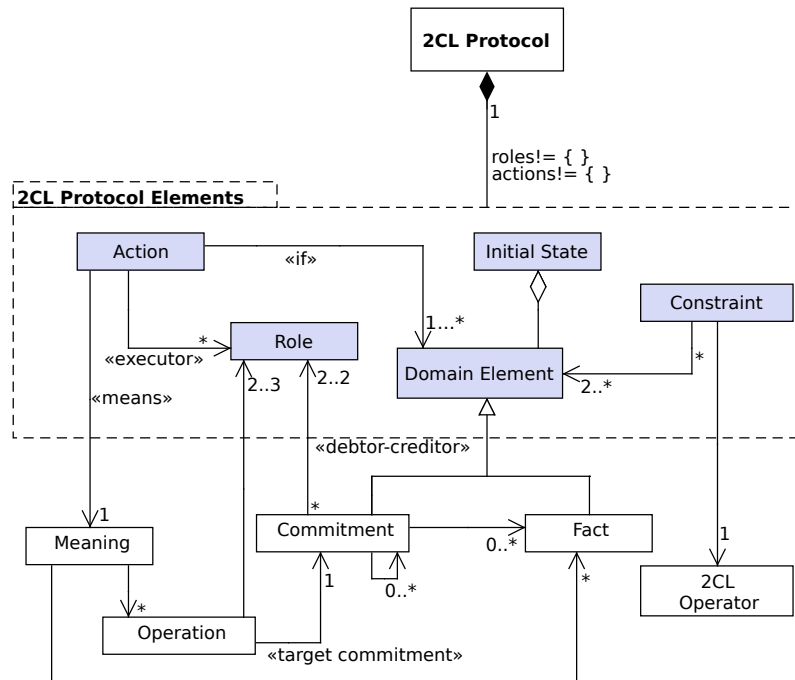 2CL Protocol
1
roles!= { }
actions!= { }
2CL Protocol Elements
Action
«if»
Initial State
Constraint
1...*
Role
*
«executor»
Domain Element
*
2..*
2..3
2..2
«means»
«debtor-creditor»
1
*
Meaning
Commitment
0..*
Fact
1
0..*
*
1
2CL
Operator
*
Operation
«target commitment»